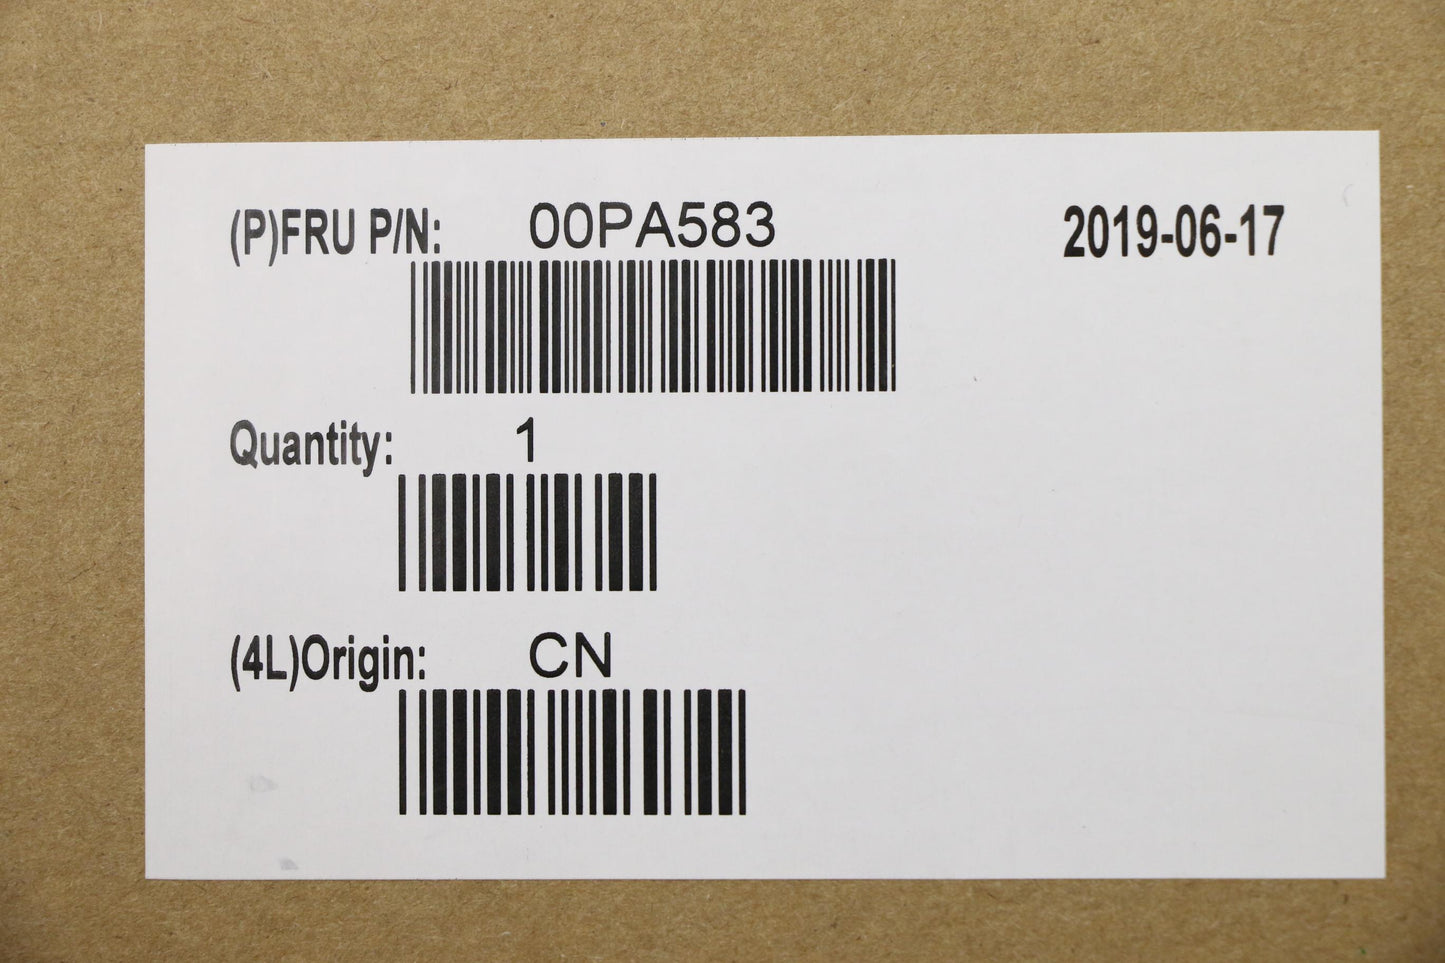 (P)FRU P/N: 00PA583 2019-06-17
Quantity: 1
(4L)Origin: CN